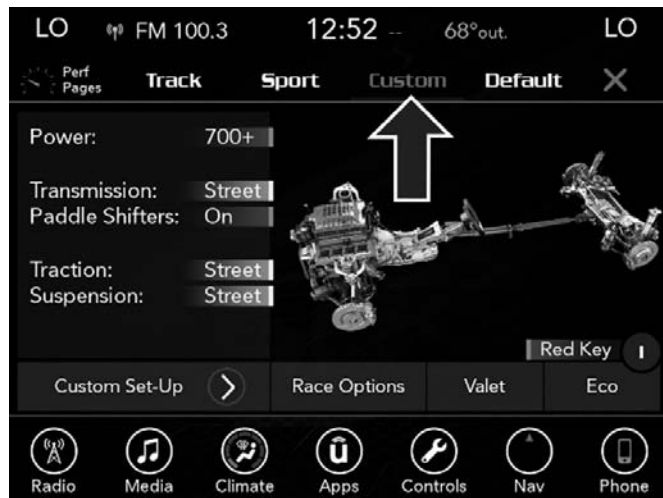 LO FM 100.3 12:52 -- 68°out. LO
Perf
Pages Track Sport Custom Default X
Power: 700+
Transmission: Street
Paddle Shifters: On
Traction: Street
Suspension: Street
Red Key
Custom Set-Up > Race Options Valet Eco
û
Radio Media Climate Apps Controls Nav Phone